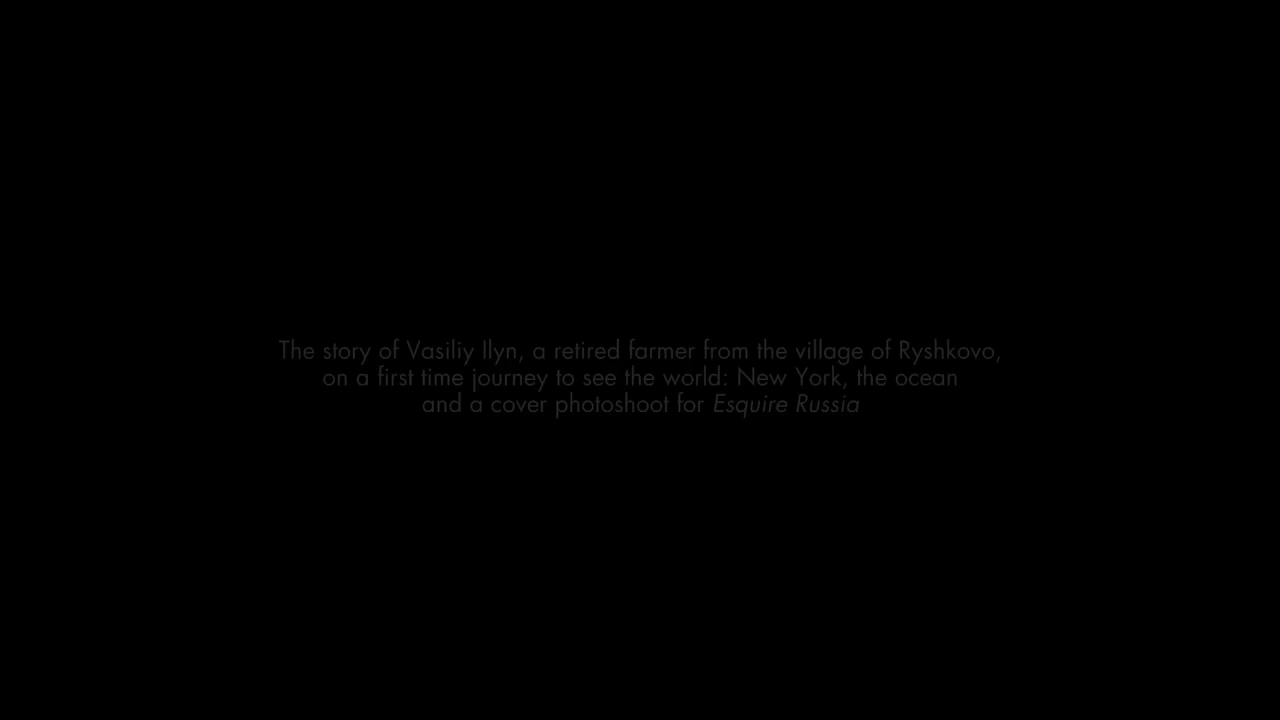 The story of Vasiliy Ilyn, a retired farmer from the village of Ryshkovo,
on a first time journey to see the world: New York, the ocean
and a cover photoshoot for Esquire Russia